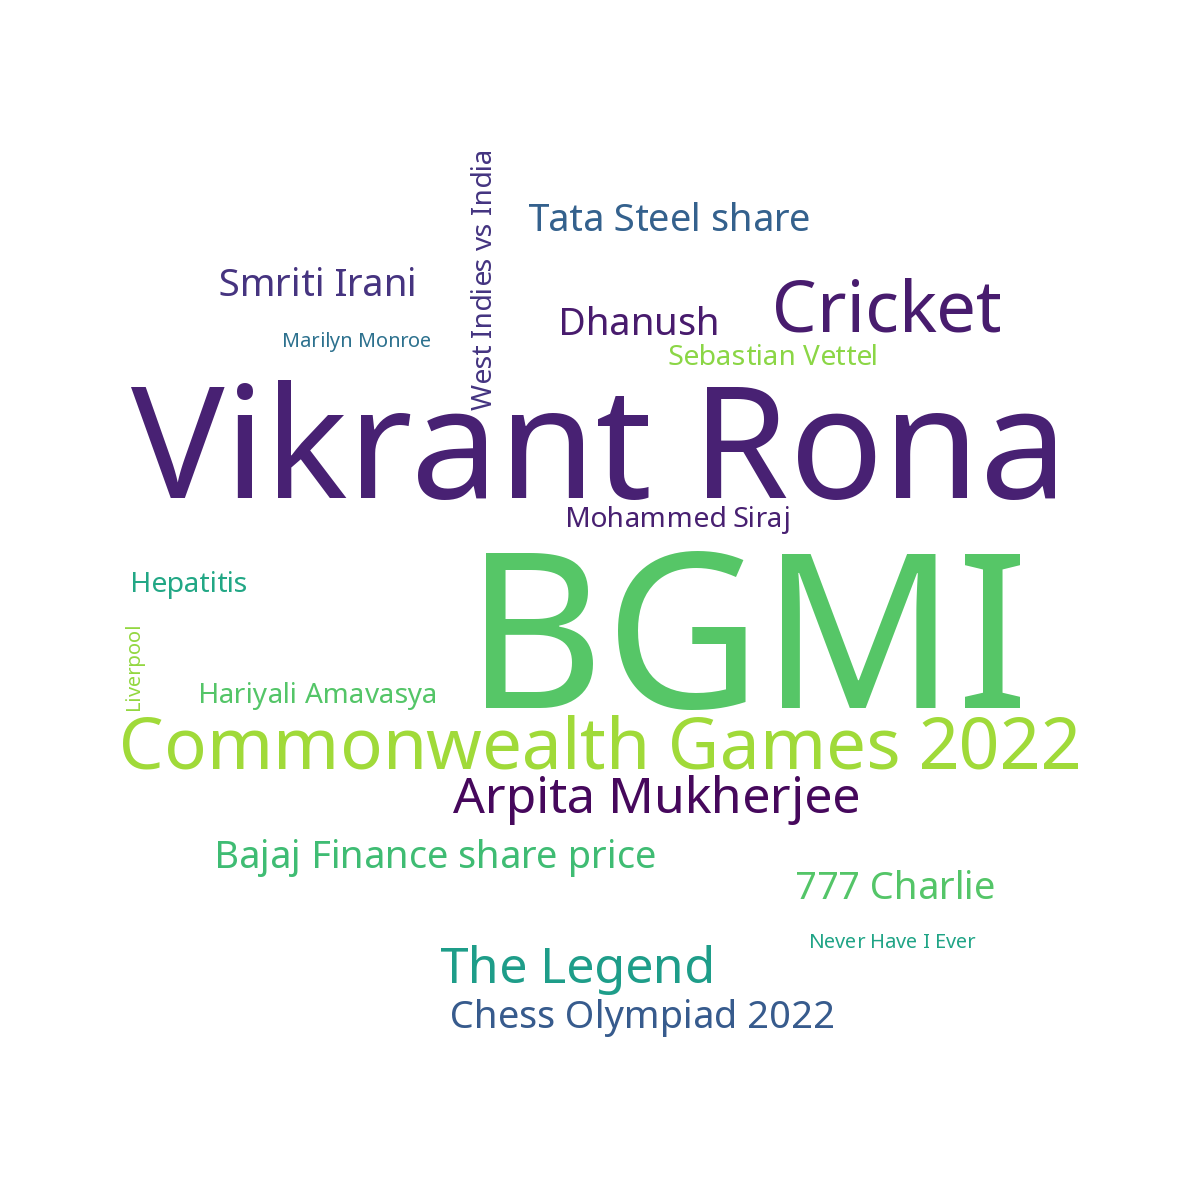 West Indies vs India
Tata Steel share
Smriti Irani
Cricket
Dhanush
Marilyn Monroe
Sebastian Vettel
Vikrant Rona
Mohammed Siraj
BGMI
Hepatitis
Liverpool
Hariyali Amavasya
Commonwealth Games 2022
Arpita Mukherjee
Bajaj Finance share price
777 Charlie
Never Have I Ever
The Legend
Chess Olympiad 2022